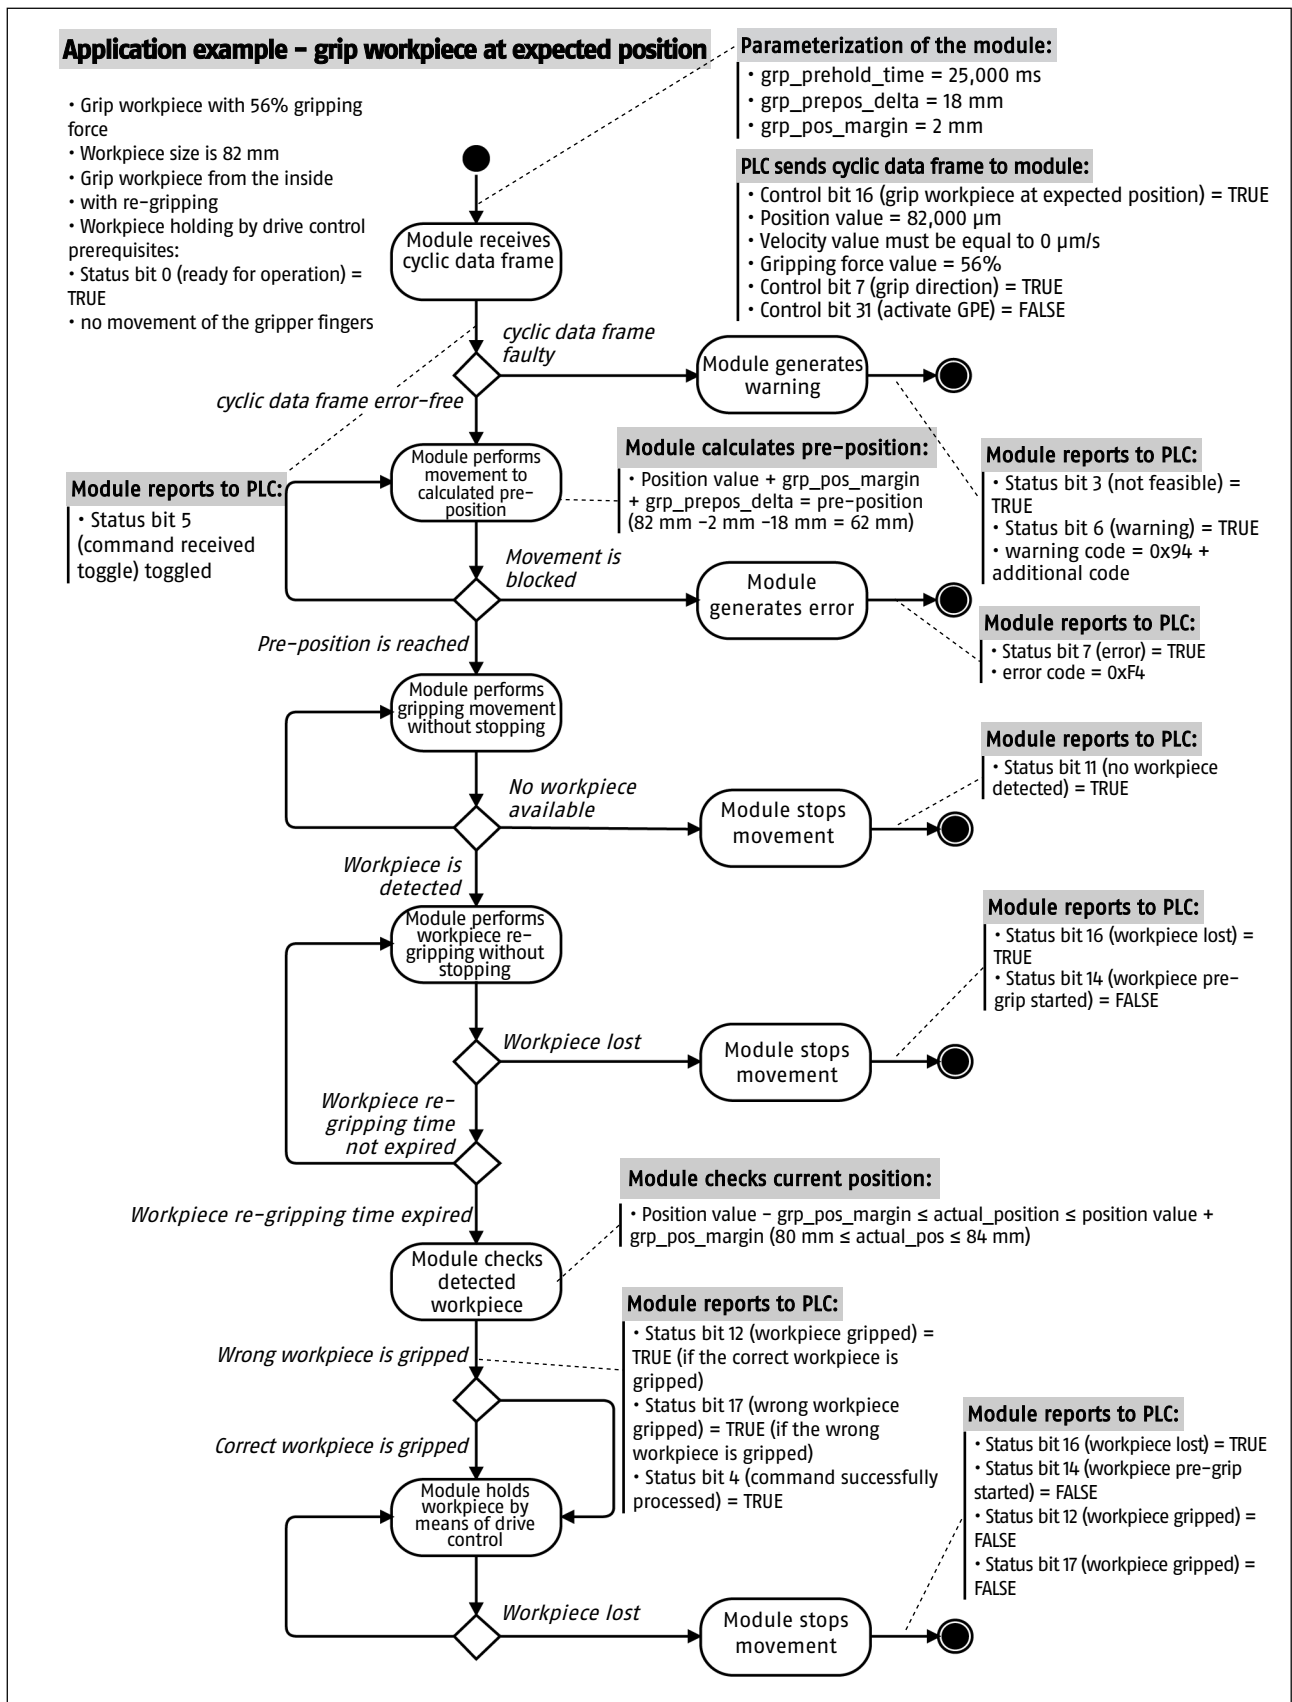 Application example – grip workpiece at expected position
• Grip workpiece with 56% gripping
force
• Workpiece size is 82 mm
• Grip workpiece from the inside
• with re-gripping
• Workpiece holding by drive control
prerequisites:
• Status bit 0 (ready for operation) =
TRUE
• no movement of the gripper fingers
Parameterization of the module:
• grp_prehold_time = 25,000 ms
• grp_prepos_delta = 18 mm
• grp_pos_margin = 2 mm
PLC sends cyclic data frame to module:
• Control bit 16 (grip workpiece at expected position) = TRUE
• Position value = 82,000 µm
• Velocity value must be equal to 0 µm/s
• Gripping force value = 56%
• Control bit 7 (grip direction) = TRUE
• Control bit 31 (activate GPE) = FALSE
Module receives
cyclic data frame
cyclic data frame
faulty
Module generates
warning
cyclic data frame error-free
Module reports to PLC:
• Status bit 3 (not feasible) =
TRUE
• Status bit 6 (warning) = TRUE
• warning code = 0x94 +
additional code
Module reports to PLC:
• Status bit 5
(command received
toggle) toggled
Module performs
movement to
calculated pre-
position
Module calculates pre-position:
• Position value + grp_pos_margin
+ grp_prepos_delta = pre-position
(82 mm -2 mm -18 mm = 62 mm)
Movement is
blocked
Module
generates error
Module reports to PLC:
• Status bit 7 (error) = TRUE
• error code = 0xF4
Pre-position is reached
Module performs
gripping movement
without stopping
No workpiece
available
Module stops
movement
Module reports to PLC:
• Status bit 11 (no workpiece
detected) = TRUE
Workpiece is
detected
Module performs
workpiece re-
gripping without
stopping
Workpiece lost
Module stops
movement
Module reports to PLC:
• Status bit 16 (workpiece lost) =
TRUE
• Status bit 14 (workpiece pre-
grip started) = FALSE
Workpiece re-
gripping time
not expired
Workpiece re-gripping time expired
Module checks
detected
workpiece
Module checks current position:
• Position value - grp_pos_margin ≤ actual_position ≤ position value +
grp_pos_margin (80 mm ≤ actual_pos ≤ 84 mm)
Wrong workpiece is gripped
Module reports to PLC:
• Status bit 12 (workpiece gripped) =
TRUE (if the correct workpiece is
gripped)
• Status bit 17 (wrong workpiece
gripped) = TRUE (if the wrong
workpiece is gripped)
• Status bit 4 (command successfully
processed) = TRUE
Correct workpiece is gripped
Module holds
workpiece by
means of drive
control
Workpiece lost
Module stops
movement
Module reports to PLC:
• Status bit 16 (workpiece lost) = TRUE
• Status bit 14 (workpiece pre-grip
started) = FALSE
• Status bit 12 (workpiece gripped) =
FALSE
• Status bit 17 (workpiece gripped) =
FALSE